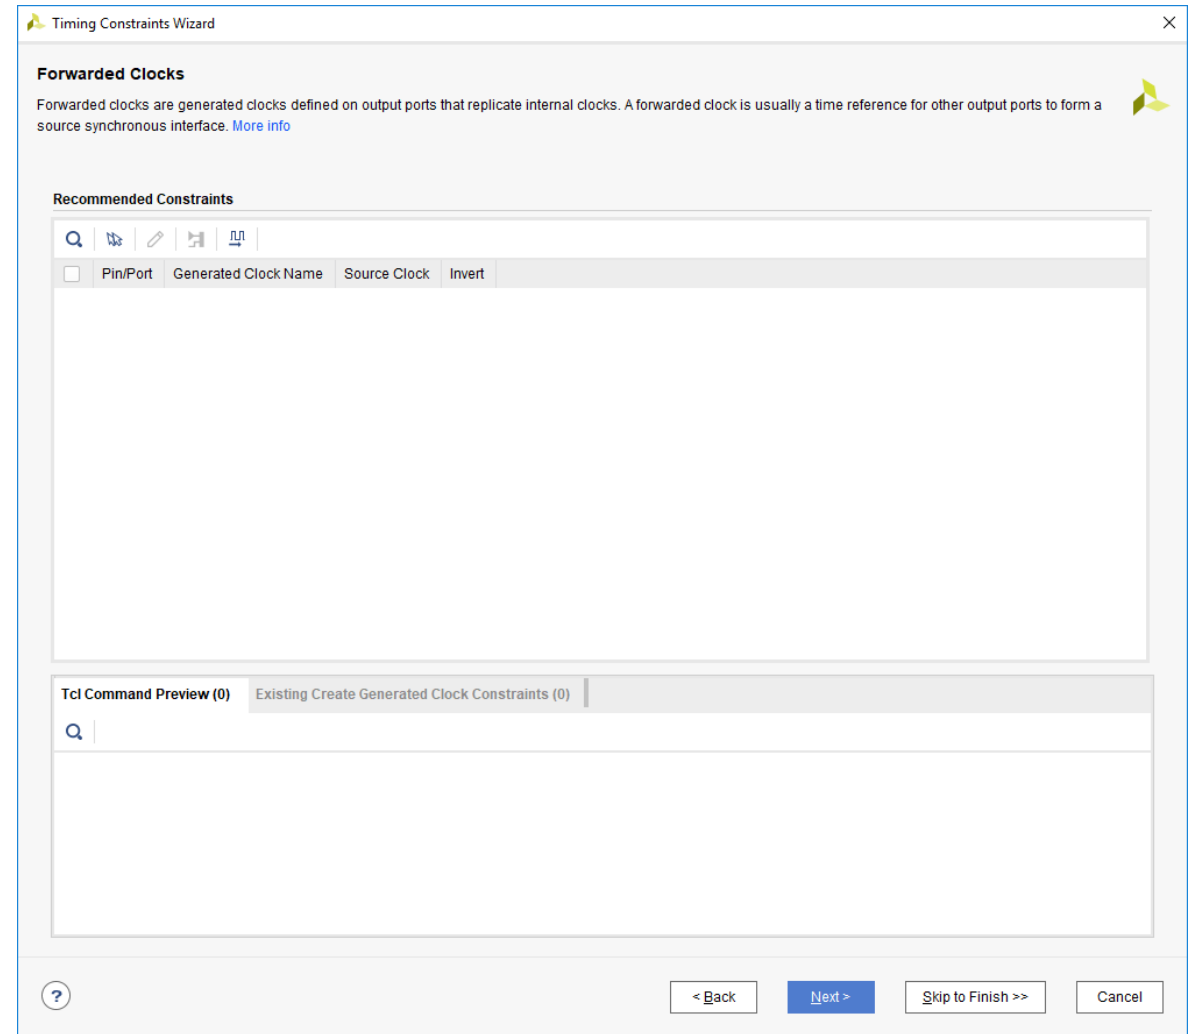 Timing Constraints Wizard
Forwarded Clocks
Forwarded clocks are generated clocks defined on output ports that replicate internal clocks. A forwarded clock is usually a time reference for other output ports to form a
source synchronous interface. More info
Recommended Constraints
Pin/Port Generated Clock Name Source Clock Invert
Tcl Command Preview (0) Existing Create Generated Clock Constraints (0)
? < Back Next > Skip to Finish >> Cancel